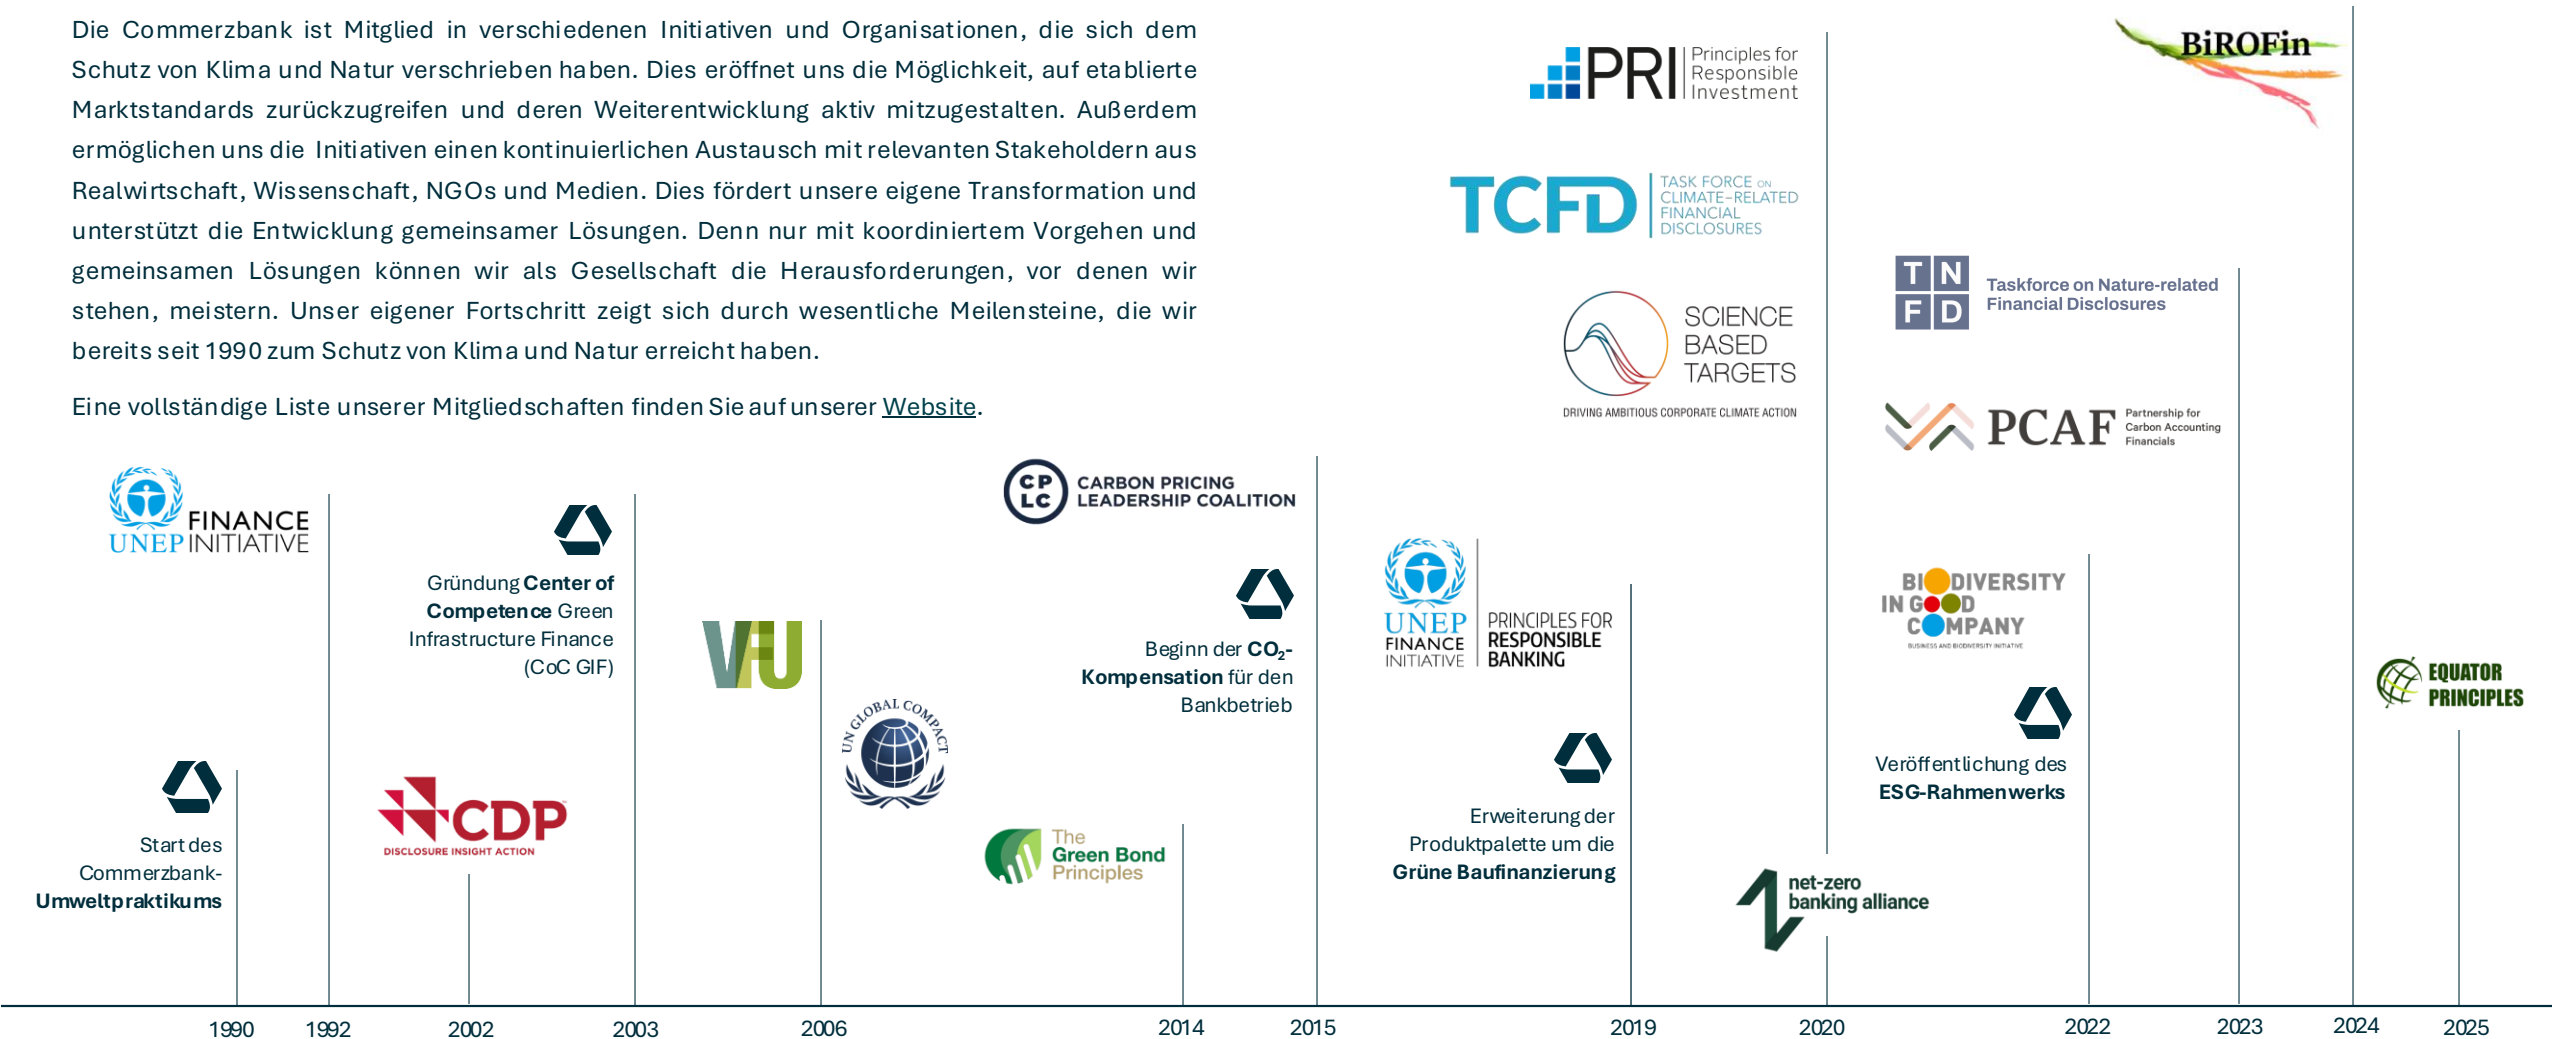 Die Commerzbank ist Mitglied in verschiedenen Initiativen und Organisationen, die sich dem
Schutz von Klima und Natur verschrieben haben. Dies eröffnet uns die Möglichkeit, auf etablierte
Marktstandards zurückzugreifen und deren Weiterentwicklung aktiv mitzugestalten. Außerdem
ermöglichen uns die Initiativen einen kontinuierlichen Austausch mit relevanten Stakeholdern aus
Realwirtschaft, Wissenschaft, NGOs und Medien. Dies fördert unsere eigene Transformation und
unterstützt die Entwicklung gemeinsamer Lösungen. Denn nur mit koordiniertem Vorgehen und
gemeinsamen Lösungen können wir als Gesellschaft die Herausforderungen, vor denen wir
stehen, meistern. Unser eigener Fortschritt zeigt sich durch wesentliche Meilensteine, die wir
bereits seit 1990 zum Schutz von Klima und Natur erreicht haben.
Eine vollständige Liste unserer Mitgliedschaften finden Sie auf unserer Website.
Start des
Commerzbank-
Umweltpraktikums
FINANCE
UNEP INITIATIVE
CDP
DISCLOSURE INSIGHT ACTION
Gründung Center of
Competence Green
Infrastructure Finance
(CoC GIF)
VFU
UN GLOBAL COMPACT
The
Green Bond
Principles
CP
LC
CARBON PRICING
LEADERSHIP COALITION
Beginn der CO₂-
Kompensation für den
Bankbetrieb
UNEP
FINANCE
INITIATIVE
PRINCIPLES FOR
RESPONSIBLE
BANKING
Erweiterung der
Produktpalette um die
Grüne Baufinanzierung
PRI
Principles for
Responsible
Investment
TCFD
TASK FORCE ON
CLIMATE-RELATED
FINANCIAL
DISCLOSURES
SCIENCE
BASED
TARGETS
DRIVING AMBITIOUS CORPORATE CLIMATE ACTION
net-zero
banking alliance
BIODIVERSITY
IN GOOD
COMPANY
BUSINESS AND BIODIVERSITY INITIATIVE
Veröffentlichung des
ESG-Rahmenwerks
TN
FD
Taskforce on Nature-related
Financial Disclosures
PCAF
Partnership for
Carbon Accounting
Financials
BiROFin
EQUATOR
PRINCIPLES
1990 1992 2002 2003 2006 2014 2015 2019 2020 2022 2023 2024 2025